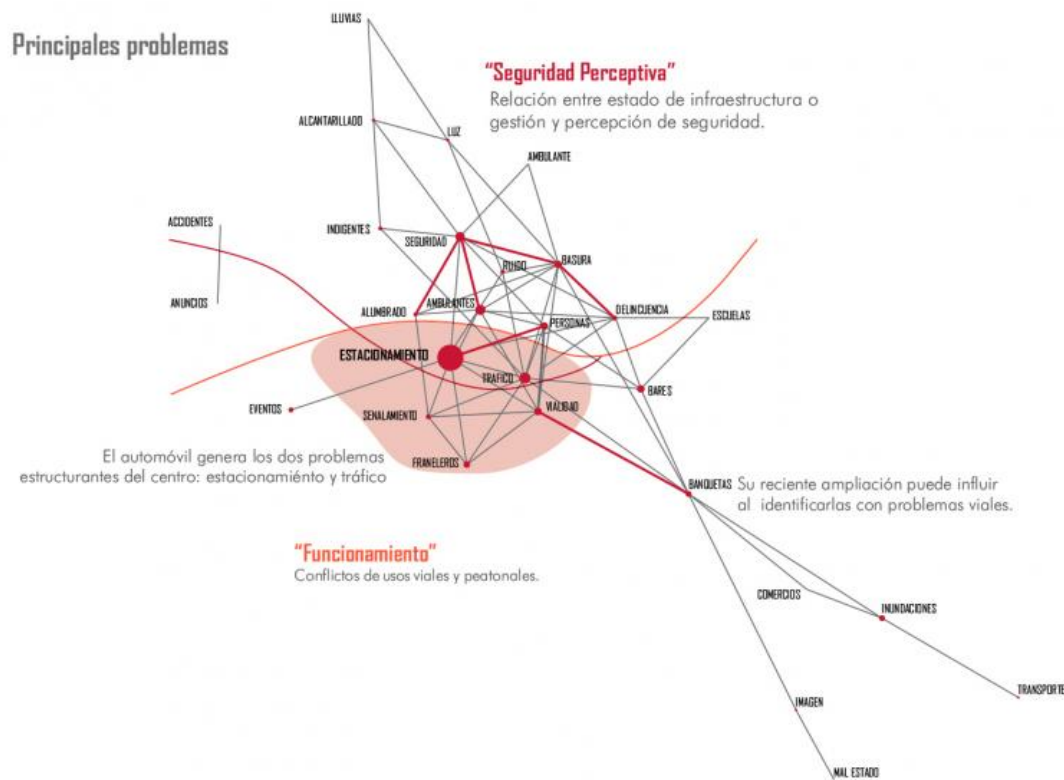 Principales problemas
LLUVIAS
"Seguridad Perceptiva"
Relación entre estado de infraestructura o
gestión y percepción de seguridad.
ALCANTARILLADO
LUZ
AMBULANTE
ACCIDENTES
INDIGENTES
SEGURIDAD
RUIDO
BASURA
ANUNCIOS
ALUMBRADO
AMBULANTES
PERSONAS
DELINCUENCIA
ESCUELAS
ESTACIONAMIENTO
TRAFICO
BARES
EVENTOS
SEÑALAMIENTO
VIALIDAD
FRANELEROS
El automóvil genera los dos problemas
estructurantes del centro: estacionamiénto y tráfico
BANQUETAS
Su reciente ampliación puede influir
al identificarlas con problemas viales.
"Funcionamiento"
Conflictos de usos viales y peatonales.
COMERCIOS
INUNDACIONES
TRANSPORTE
IMAGEN
MAL ESTADO